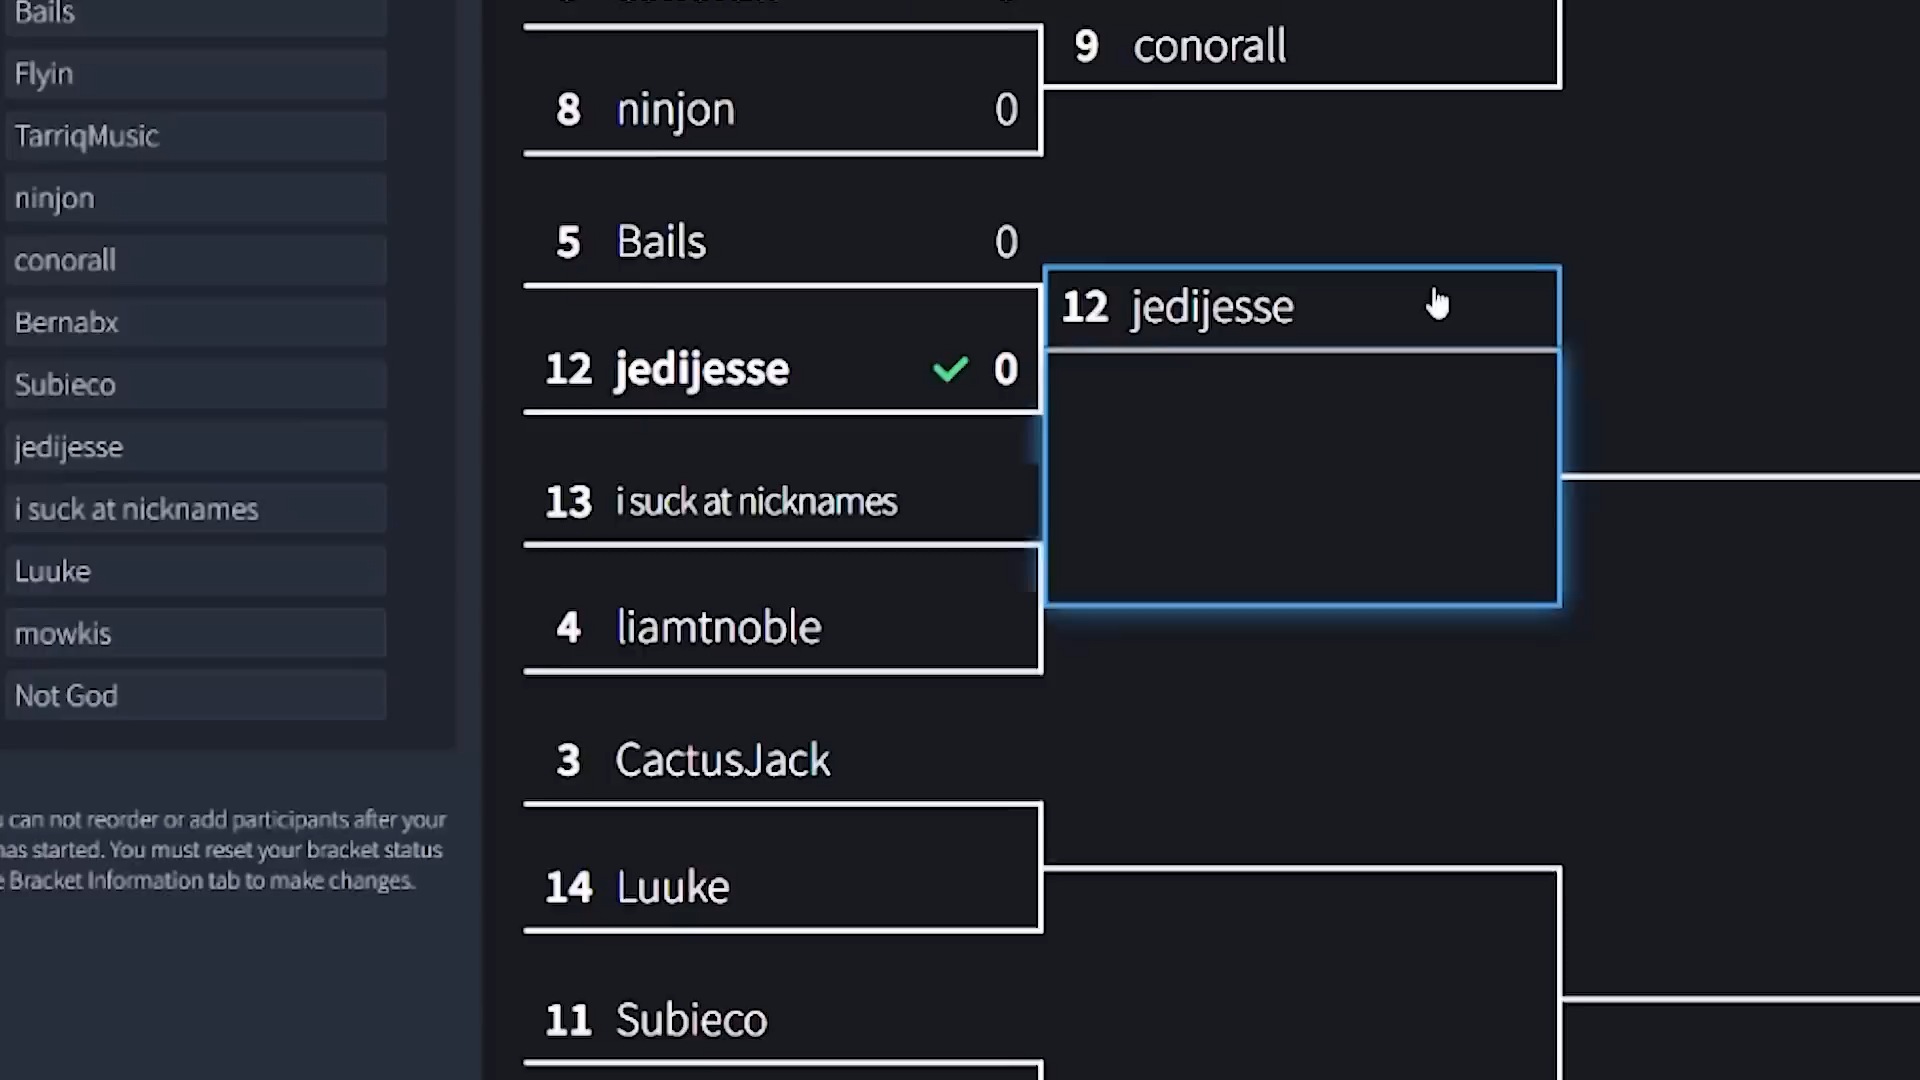 Bails
Flyin
TarriqMusic
ninjon
conorall
Bernabx
Subieco
jedijesse
i suck at nicknames
Luuke
mowkis
Not God
can not reorder or add participants after your
has started. You must reset your bracket status
Bracket Information tab to make changes.
8 ninjon 0
5 Bails 0
12 jedijesse ✓ 0
13 i suck at nicknames
4 liamtnoble
3 CactusJack
14 Luuke
11 Subieco
9 conorall
12 jedijesse